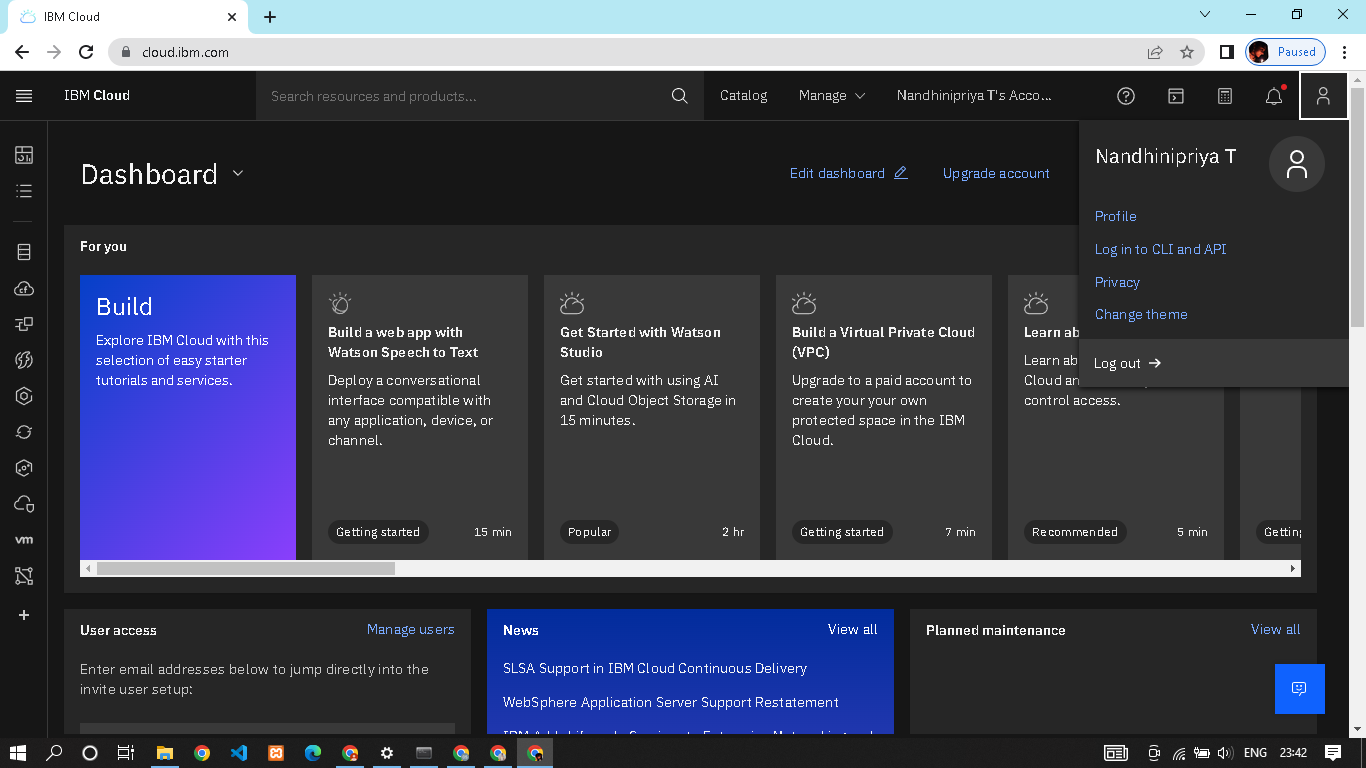 IBM Cloud
cloud.ibm.com
Paused
IBM Cloud
Search resources and products...
Catalog
Manage
Nandhinipriya T's Acco...
Dashboard
Edit dashboard
Upgrade account
Nandhinipriya T
Profile
Log in to CLI and API
Privacy
Change theme
Log out
For you
Build
Explore IBM Cloud with this
selection of easy starter
tutorials and services.
Build a web app with
Watson Speech to Text
Deploy a conversational
interface compatible with
any application, device, or
channel.
Getting started
15 min
Get Started with Watson
Studio
Get started with using AI
and Cloud Object Storage in
15 minutes.
Popular
2 hr
Build a Virtual Private Cloud
(VPC)
Upgrade to a paid account to
create your your own
protected space in the IBM
Cloud.
Getting started
7 min
Learn ab
Learn ab
Cloud an
control access.
Recommended
5 min
Getting
cf
vm
User access
Manage users
Enter email addresses below to jump directly into the
invite user setup:
News
View all
SLSA Support in IBM Cloud Continuous Delivery
WebSphere Application Server Support Restatement
Planned maintenance
View all
ENG
23:42